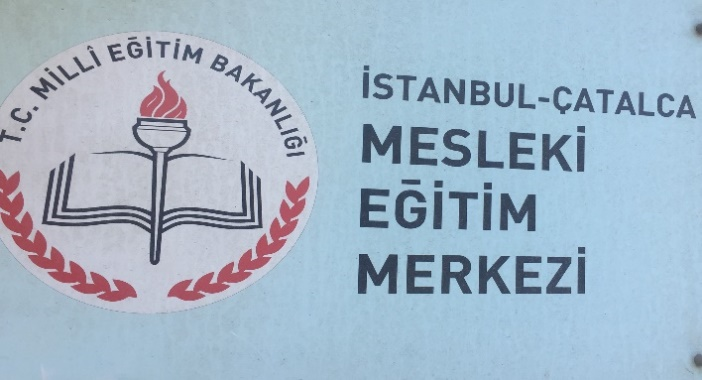 T.C. MİLLÎ EĞİTİM BAKANLIĞI
İSTANBUL-ÇATALCA
MESLEKİ
EĞİTİM
MERKEZİ